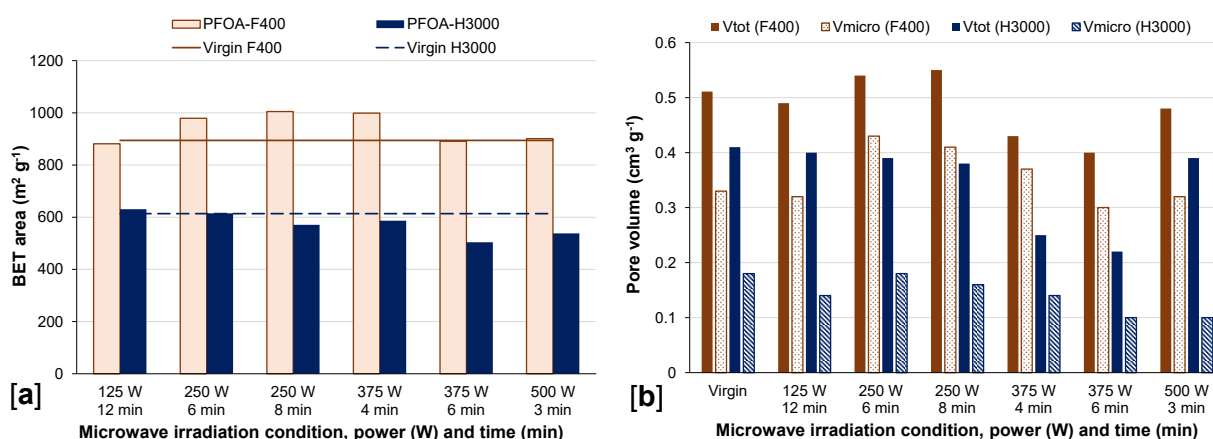 PFOA-F400 PFOA-H3000
Virgin F400 Virgin H3000
1200
1000
800
600
400
200
0
BET area (m² g⁻¹)
125 W 250 W 250 W 375 W 375 W 500 W
12 min 6 min 8 min 4 min 6 min 3 min
Microwave irradiation condition, power (W) and time (min)
[a]
Vtot (F400) Vmicro (F400) Vtot (H3000) Vmicro (H3000)
0.6
0.5
0.4
0.3
0.2
0.1
0.0
Pore volume (cm³ g⁻¹)
Virgin 125 W 250 W 250 W 375 W 375 W 500 W
12 min 6 min 8 min 4 min 6 min 3 min
Microwave irradiation condition, power (W) and time (min)
[b]